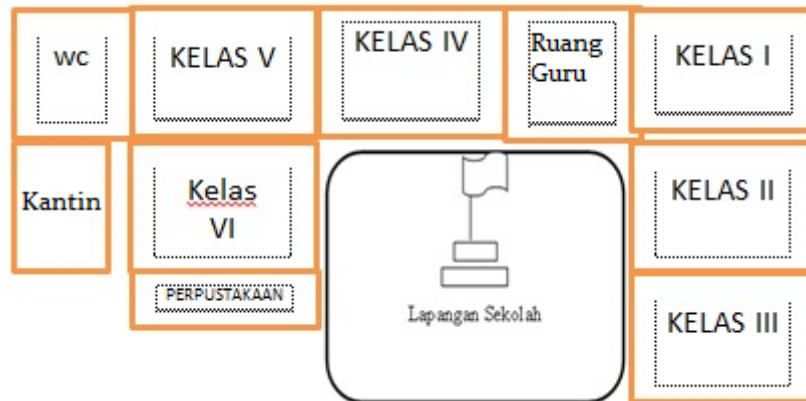 wc
KELAS V
KELAS IV
Ruang
Guru
KELAS I
Kantin
Kelas
VI
KELAS II
PERPUSTAKAAN
Lapangan Sekolah
KELAS III